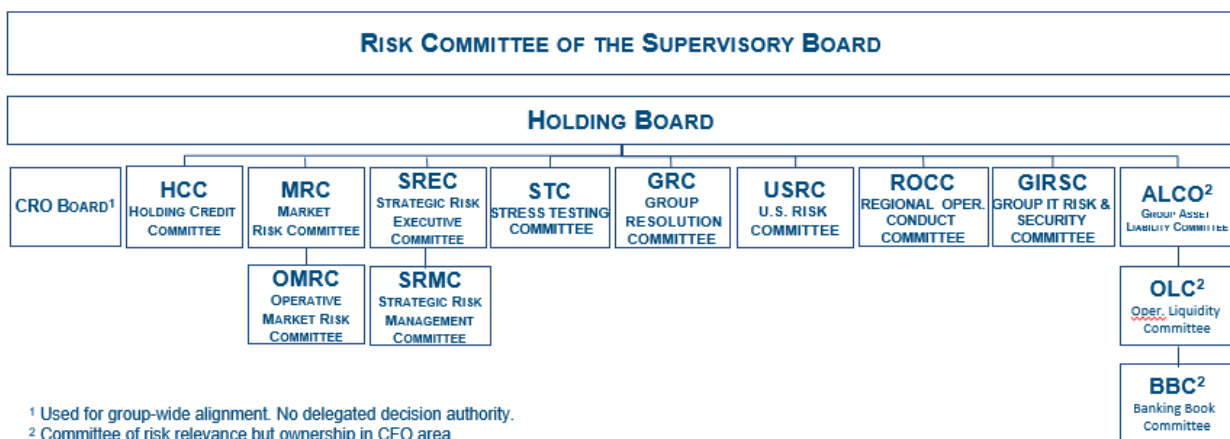 RISK COMMITTEE OF THE SUPERVISORY BOARD
HOLDING BOARD
CRO BOARD¹
HCC
HOLDING CREDIT
COMMITTEE
MRC
MARKET
RISK COMMITTEE
SREC
STRATEGIC RISK
EXECUTIVE
COMMITTEE
STC
STRESS TESTING
COMMITTEE
GRC
GROUP
RESOLUTION
COMMITTEE
USRC
U.S. RISK
COMMITTEE
ROCC
REGIONAL OPER.
CONDUCT
COMMITTEE
GIRSC
GROUP IT RISK &
SECURITY
COMMITTEE
ALCO²
GROUP ASSET
LIABILITY COMMITTEE
OMRC
OPERATIVE
MARKET RISK
COMMITTEE
SRMC
STRATEGIC RISK
MANAGEMENT
COMMITTEE
OLC²
Oper. Liquidity
Committee
BBC²
Banking Book
Committee
¹ Used for group-wide alignment. No delegated decision authority.
² Committee of risk relevance but ownership in CFO area